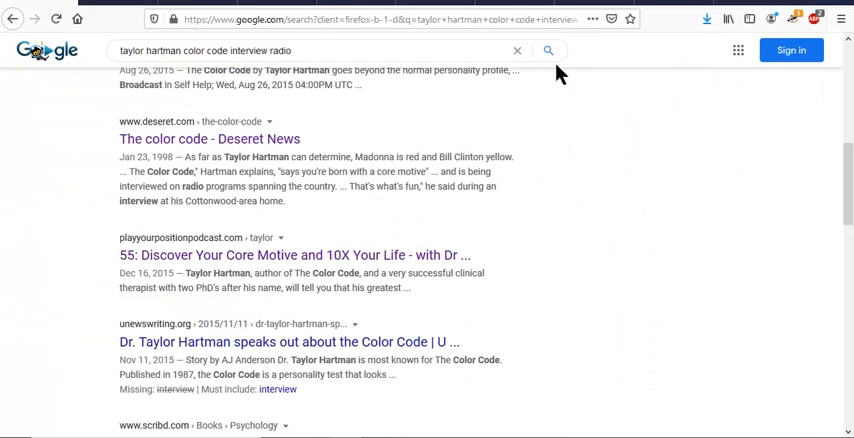 https://www.google.com/search?client=firefox-b-1-d&q=taylor+hartman+color+code+interview
Google
taylor hartman color code interview radio
Sign in
Aug 26, 2015 — The Color Code by Taylor Hartman goes beyond the normal personality profile, ...
Broadcast in Self Help; Wed, Aug 26, 2015 04:00PM UTC ...
www.deseret.com › the-color-code
The color code - Deseret News
Jan 23, 1998 — As far as Taylor Hartman can determine, Madonna is red and Bill Clinton yellow.
... The Color Code," Hartman explains, "says you're born with a core motive" ... and is being
interviewed on radio programs spanning the country. ... That's what's fun," he said during an
interview at his Cottonwood-area home.
playyourpositionpodcast.com › taylor
55: Discover Your Core Motive and 10X Your Life - with Dr ...
Dec 16, 2015 — Taylor Hartman, author of The Color Code, and a very successful clinical
therapist with two PhD's after his name, will tell you that his greatest ...
unewswriting.org › 2015/11/11 › dr-taylor-hartman-sp...
Dr. Taylor Hartman speaks out about the Color Code | U ...
Nov 11, 2015 — Story by AJ Anderson Dr. Taylor Hartman is most known for The Color Code.
Published in 1987, the Color Code is a personality test that looks ...
Missing: interview | Must include: interview
www.scribd.com › Books › Psychology